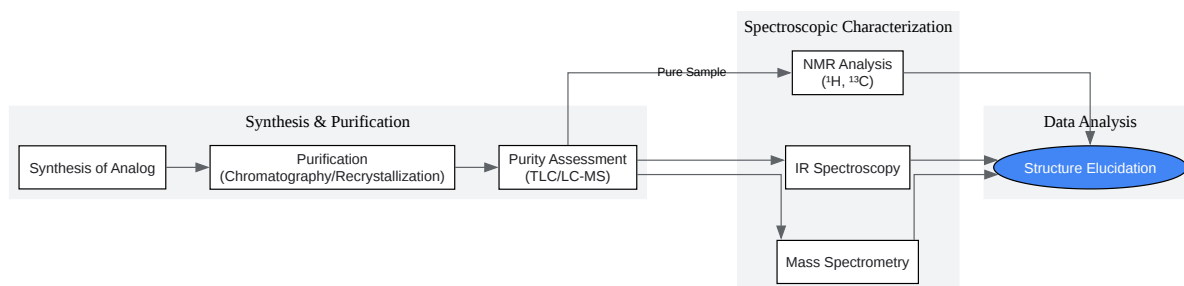 Spectroscopic Characterization
Pure Sample
NMR Analysis
(¹H, ¹³C)
Synthesis & Purification
Data Analysis
Synthesis of Analog
Purification
(Chromatography/Recrystallization)
Purity Assessment
(TLC/LC-MS)
IR Spectroscopy
Structure Elucidation
Mass Spectrometry